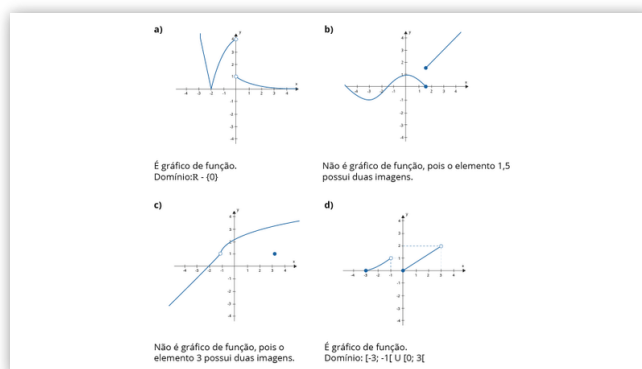 a)
b)
É gráfico de função.
Domínio:R - {0}
Não é gráfico de função, pois o elemento 1,5
possui duas imagens.
c)
d)
Não é gráfico de função, pois o
elemento 3 possui duas imagens.
É gráfico de função.
Domínio: [-3; -1[ U [0; 3[